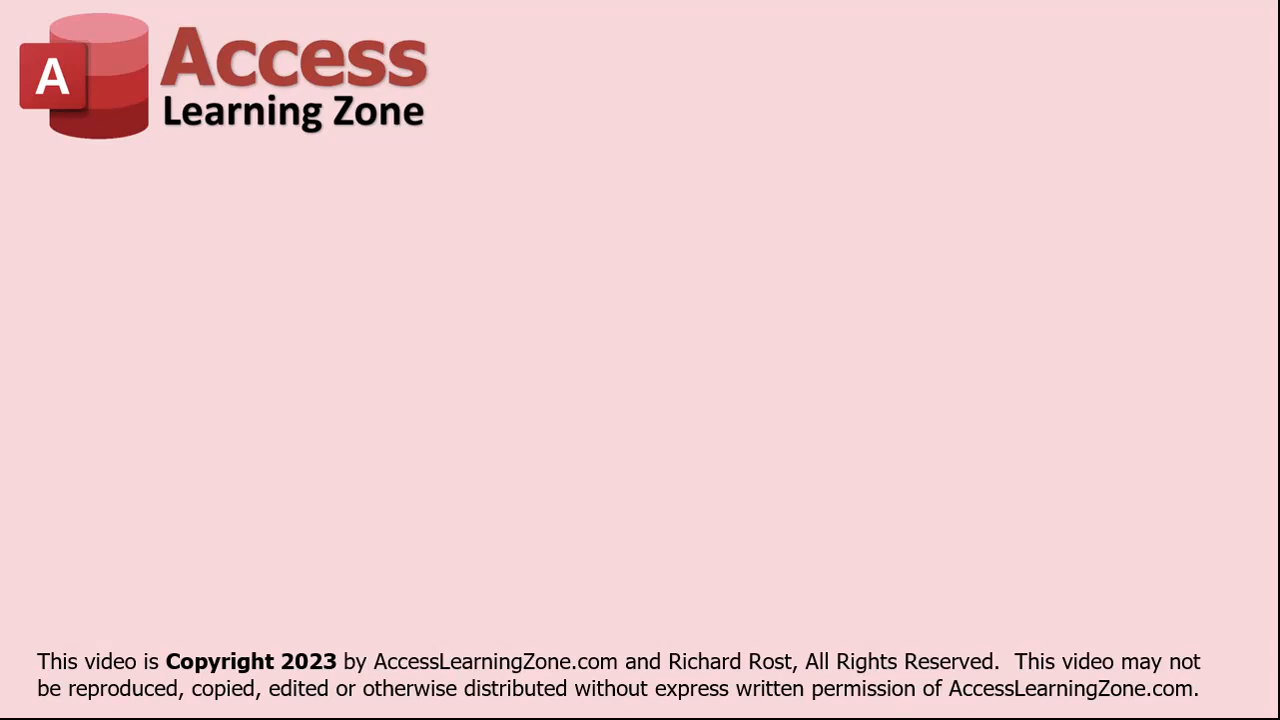 A
Access
Learning Zone
This video is Copyright 2023 by AccessLearningZone.com and Richard Rost, All Rights Reserved.  This video may not
be reproduced, copied, edited or otherwise distributed without express written permission of AccessLearningZone.com.